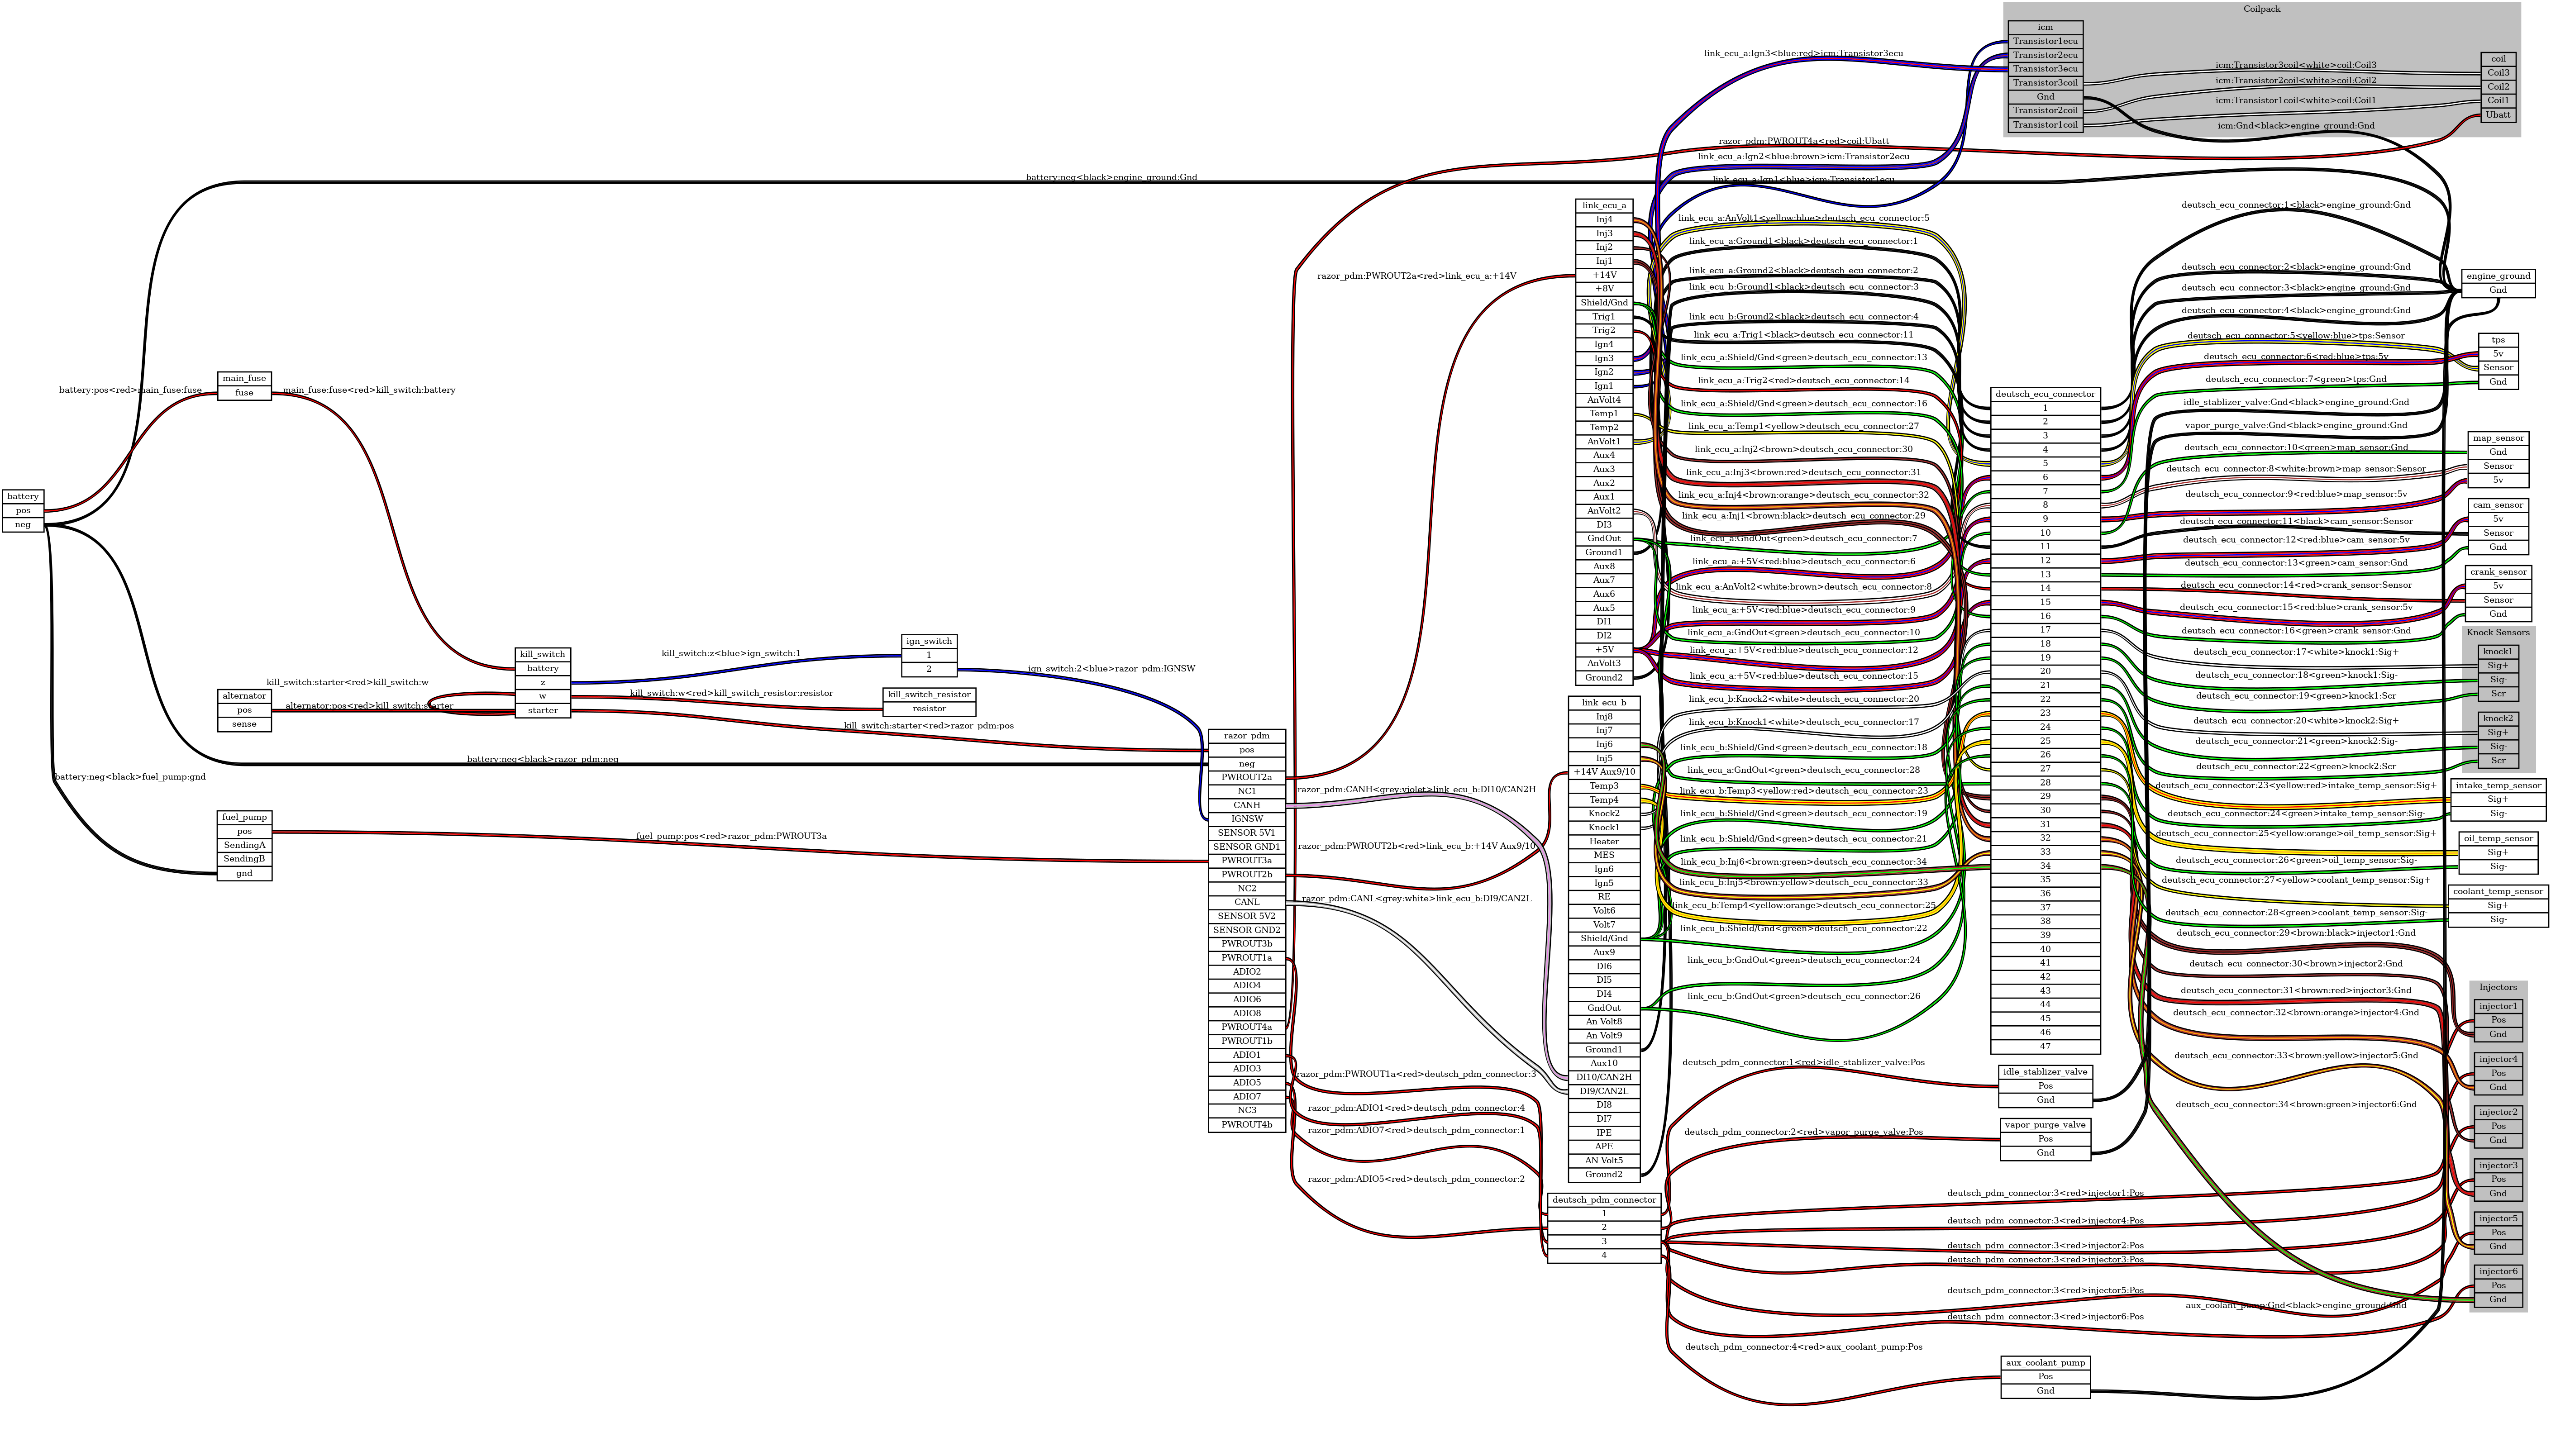 Coilpack
icm
Transistor1ecu
Transistor2ecu
Transistor3ecu
Transistor3coil
Gnd
Transistor2coil
Transistor1coil
icm:Transistor3coil<white>coil:Coil3
icm:Transistor2coil<white>coil:Coil2
icm:Transistor1coil<white>coil:Coil1
icm:Gnd<black>engine_ground:Gnd
coil
Coil3
Coil2
Coil1
Ubatt
link_ecu_a:Ign3<blue:red>icm:Transistor3ecu
razor_pdm:PWROUT4a<red>coil:Ubatt
link_ecu_a:Ign2<blue:brown>icm:Transistor2ecu
battery:neg<black>engine_ground:Gnd
link_ecu_a:Ign1<blue>icm:Transistor1ecu
battery
pos
neg
battery:pos<red>main_fuse:fuse
main_fuse
fuse
main_fuse:fuse<red>kill_switch:battery
kill_switch:starter<red>kill_switch:w
alternator
pos
sense
alternator:pos<red>kill_switch:starter
battery:neg<black>fuel_pump:gnd
fuel_pump
pos
SendingA
SendingB
gnd
kill_switch
battery
z
w
starter
kill_switch:z<blue>ign_switch:1
kill_switch:w<red>kill_switch_resistor:resistor
kill_switch:starter<red>razor_pdm:pos
battery:neg<black>razor_pdm:neg
fuel_pump:pos<red>razor_pdm:PWROUT3a
ign_switch
1
2
kill_switch_resistor
resistor
ign_switch:2<blue>razor_pdm:IGNSW
razor_pdm
pos
neg
PWROUT2a
NC1
CANH
IGNSW
SENSOR 5V1
SENSOR GND1
PWROUT3a
PWROUT2b
NC2
CANL
SENSOR 5V2
SENSOR GND2
PWROUT3b
PWROUT1a
ADIO2
ADIO4
ADIO6
ADIO8
PWROUT4a
PWROUT1b
ADIO1
ADIO3
ADIO5
ADIO7
NC3
PWROUT4b
razor_pdm:PWROUT2a<red>link_ecu_a:+14V
razor_pdm:CANH<grey:violet>link_ecu_b:DI10/CAN2H
razor_pdm:PWROUT2b<red>link_ecu_b:+14V Aux9/10
razor_pdm:CANL<grey:white>link_ecu_b:DI9/CAN2L
razor_pdm:PWROUT1a<red>deutsch_pdm_connector:3
razor_pdm:ADIO1<red>deutsch_pdm_connector:4
razor_pdm:ADIO7<red>deutsch_pdm_connector:1
razor_pdm:ADIO5<red>deutsch_pdm_connector:2
link_ecu_a
Inj4
Inj3
Inj2
Inj1
+14V
+8V
Shield/Gnd
Trig1
Trig2
Ign4
Ign3
Ign2
Ign1
AnVolt4
Temp1
Temp2
AnVolt1
Aux4
Aux3
Aux2
Aux1
AnVolt2
DI3
GndOut
Ground1
Aux8
Aux7
Aux6
Aux5
DI1
DI2
+5V
AnVolt3
Ground2
link_ecu_b
Inj8
Inj7
Inj6
Inj5
+14V Aux9/10
Temp3
Temp4
Knock2
Knock1
Heater
MES
Ign6
Ign5
RE
Volt6
Volt7
Shield/Gnd
Aux9
DI6
DI5
DI4
GndOut
An Volt8
An Volt9
Ground1
Aux10
DI10/CAN2H
DI9/CAN2L
DI8
DI7
IPE
APE
AN Volt5
Ground2
deutsch_pdm_connector
1
2
3
4
link_ecu_a:AnVolt1<yellow:blue>deutsch_ecu_connector:5
link_ecu_a:Ground1<black>deutsch_ecu_connector:1
link_ecu_a:Ground2<black>deutsch_ecu_connector:2
link_ecu_b:Ground1<black>deutsch_ecu_connector:3
link_ecu_b:Ground2<black>deutsch_ecu_connector:4
link_ecu_a:Trig1<black>deutsch_ecu_connector:11
link_ecu_a:Shield/Gnd<green>deutsch_ecu_connector:13
link_ecu_a:Trig2<red>deutsch_ecu_connector:14
link_ecu_a:Shield/Gnd<green>deutsch_ecu_connector:16
link_ecu_a:Temp1<yellow>deutsch_ecu_connector:27
link_ecu_a:Inj2<brown>deutsch_ecu_connector:30
link_ecu_a:Inj3<brown:red>deutsch_ecu_connector:31
link_ecu_a:Inj4<brown:orange>deutsch_ecu_connector:32
link_ecu_a:Inj1<brown:black>deutsch_ecu_connector:29
link_ecu_a:GndOut<green>deutsch_ecu_connector:7
link_ecu_a:+5V<red:blue>deutsch_ecu_connector:6
link_ecu_a:AnVolt2<white:brown>deutsch_ecu_connector:8
link_ecu_a:+5V<red:blue>deutsch_ecu_connector:9
link_ecu_a:GndOut<green>deutsch_ecu_connector:10
link_ecu_a:+5V<red:blue>deutsch_ecu_connector:12
link_ecu_a:+5V<red:blue>deutsch_ecu_connector:15
link_ecu_b:Knock2<white>deutsch_ecu_connector:20
link_ecu_b:Knock1<white>deutsch_ecu_connector:17
link_ecu_b:Shield/Gnd<green>deutsch_ecu_connector:18
link_ecu_a:GndOut<green>deutsch_ecu_connector:28
link_ecu_b:Temp3<yellow:red>deutsch_ecu_connector:23
link_ecu_b:Shield/Gnd<green>deutsch_ecu_connector:19
link_ecu_b:Shield/Gnd<green>deutsch_ecu_connector:21
link_ecu_b:Inj6<brown:green>deutsch_ecu_connector:34
link_ecu_b:Inj5<brown:yellow>deutsch_ecu_connector:33
link_ecu_b:Temp4<yellow:orange>deutsch_ecu_connector:25
link_ecu_b:Shield/Gnd<green>deutsch_ecu_connector:22
link_ecu_b:GndOut<green>deutsch_ecu_connector:24
link_ecu_b:GndOut<green>deutsch_ecu_connector:26
deutsch_pdm_connector:1<red>idle_stablizer_valve:Pos
deutsch_pdm_connector:2<red>vapor_purge_valve:Pos
deutsch_pdm_connector:3<red>injector1:Pos
deutsch_pdm_connector:3<red>injector4:Pos
deutsch_pdm_connector:3<red>injector2:Pos
deutsch_pdm_connector:3<red>injector3:Pos
deutsch_pdm_connector:3<red>injector5:Pos
deutsch_pdm_connector:3<red>injector6:Pos
deutsch_pdm_connector:4<red>aux_coolant_pump:Pos
deutsch_ecu_connector
1
2
3
4
5
6
7
8
9
10
11
12
13
14
15
16
17
18
19
20
21
22
23
24
25
26
27
28
29
30
31
32
33
34
35
36
37
38
39
40
41
42
43
44
45
46
47
idle_stablizer_valve
Pos
Gnd
vapor_purge_valve
Pos
Gnd
aux_coolant_pump
Pos
Gnd
deutsch_ecu_connector:1<black>engine_ground:Gnd
deutsch_ecu_connector:2<black>engine_ground:Gnd
deutsch_ecu_connector:3<black>engine_ground:Gnd
deutsch_ecu_connector:4<black>engine_ground:Gnd
deutsch_ecu_connector:5<yellow:blue>tps:Sensor
deutsch_ecu_connector:6<red:blue>tps:5v
deutsch_ecu_connector:7<green>tps:Gnd
idle_stablizer_valve:Gnd<black>engine_ground:Gnd
vapor_purge_valve:Gnd<black>engine_ground:Gnd
deutsch_ecu_connector:10<green>map_sensor:Gnd
deutsch_ecu_connector:8<white:brown>map_sensor:Sensor
deutsch_ecu_connector:9<red:blue>map_sensor:5v
deutsch_ecu_connector:11<black>cam_sensor:Sensor
deutsch_ecu_connector:12<red:blue>cam_sensor:5v
deutsch_ecu_connector:13<green>cam_sensor:Gnd
deutsch_ecu_connector:14<red>crank_sensor:Sensor
deutsch_ecu_connector:15<red:blue>crank_sensor:5v
deutsch_ecu_connector:16<green>crank_sensor:Gnd
deutsch_ecu_connector:17<white>knock1:Sig+
deutsch_ecu_connector:18<green>knock1:Sig-
deutsch_ecu_connector:19<green>knock1:Scr
deutsch_ecu_connector:20<white>knock2:Sig+
deutsch_ecu_connector:21<green>knock2:Sig-
deutsch_ecu_connector:22<green>knock2:Scr
deutsch_ecu_connector:23<yellow:red>intake_temp_sensor:Sig+
deutsch_ecu_connector:24<green>intake_temp_sensor:Sig-
deutsch_ecu_connector:25<yellow:orange>oil_temp_sensor:Sig+
deutsch_ecu_connector:26<green>oil_temp_sensor:Sig-
deutsch_ecu_connector:27<yellow>coolant_temp_sensor:Sig+
deutsch_ecu_connector:28<green>coolant_temp_sensor:Sig-
deutsch_ecu_connector:29<brown:black>injector1:Gnd
deutsch_ecu_connector:30<brown>injector2:Gnd
deutsch_ecu_connector:31<brown:red>injector3:Gnd
deutsch_ecu_connector:32<brown:orange>injector4:Gnd
deutsch_ecu_connector:33<brown:yellow>injector5:Gnd
deutsch_ecu_connector:34<brown:green>injector6:Gnd
aux_coolant_pump:Gnd<black>engine_ground:Gnd
engine_ground
Gnd
tps
5v
Sensor
Gnd
map_sensor
Gnd
Sensor
5v
cam_sensor
5v
Sensor
Gnd
crank_sensor
5v
Sensor
Gnd
Knock Sensors
knock1
Sig+
Sig-
Scr
knock2
Sig+
Sig-
Scr
intake_temp_sensor
Sig+
Sig-
oil_temp_sensor
Sig+
Sig-
coolant_temp_sensor
Sig+
Sig-
Injectors
injector1
Pos
Gnd
injector4
Pos
Gnd
injector2
Pos
Gnd
injector3
Pos
Gnd
injector5
Pos
Gnd
injector6
Pos
Gnd